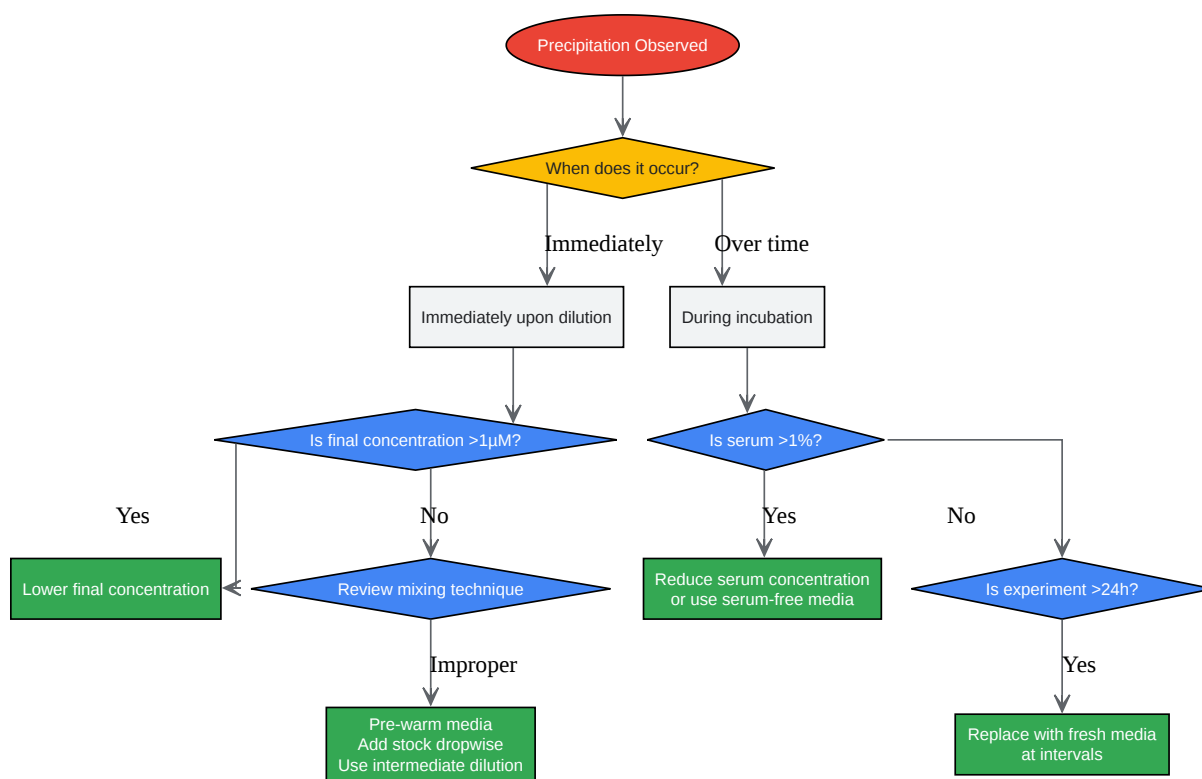 Precipitation Observed
When does it occur?
Immediately
Over time
Immediately upon dilution
During incubation
Is final concentration >1µM?
Is serum >1%?
Yes
No
Yes
No
Lower final concentration
Review mixing technique
Reduce serum concentration
or use serum-free media
Is experiment >24h?
Improper
Yes
Pre-warm media
Add stock dropwise
Use intermediate dilution
Replace with fresh media
at intervals